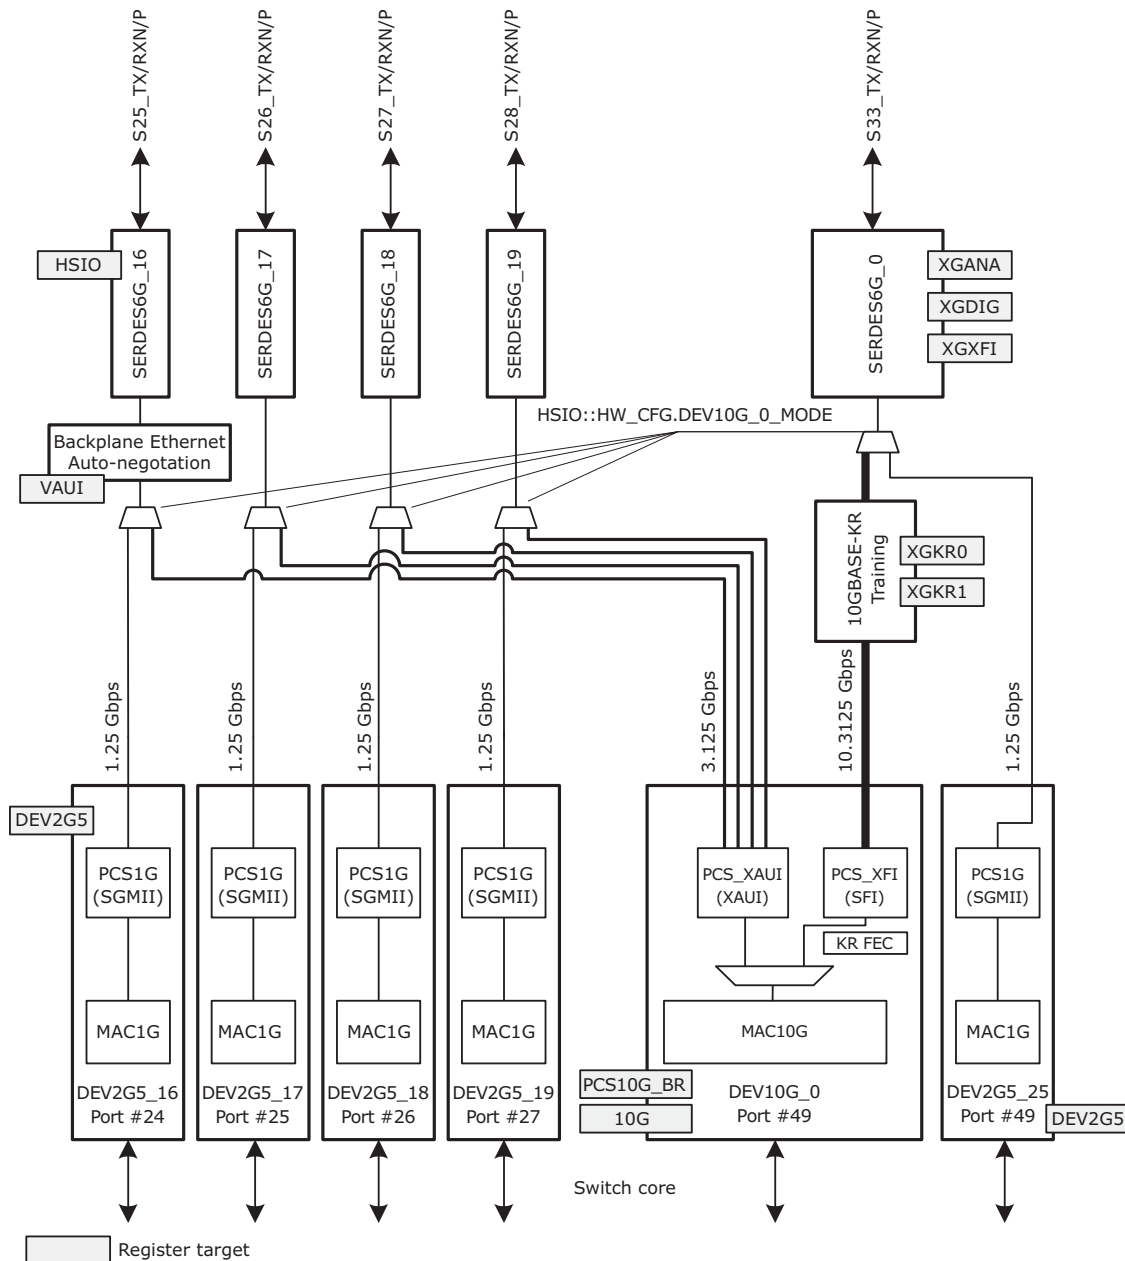 S25_TX/RXN/P
S26_TX/RXN/P
S27_TX/RXN/P
S28_TX/RXN/P
S33_TX/RXN/P
HSIO
SERDES6G_16
SERDES6G_17
SERDES6G_18
SERDES6G_19
SERDES6G_0
XGANA
XGDIG
XGXFI
HSIO::HW_CFG.DEV10G_0_MODE
Backplane Ethernet
Auto-negotation
VAUI
10GBASE-KR
Training
XGKR0
XGKR1
1.25 Gbps
1.25 Gbps
1.25 Gbps
1.25 Gbps
3.125 Gbps
10.3125 Gbps
1.25 Gbps
DEV2G5
PCS1G
(SGMII)
PCS1G
(SGMII)
PCS1G
(SGMII)
PCS1G
(SGMII)
PCS_XAUI
(XAUI)
PCS_XFI
(SFI)
PCS1G
(SGMII)
KR FEC
MAC1G
MAC1G
MAC1G
MAC1G
MAC10G
MAC1G
DEV2G5_16
Port #24
DEV2G5_17
Port #25
DEV2G5_18
Port #26
DEV2G5_19
Port #27
PCS10G_BR
10G
DEV10G_0
Port #49
DEV2G5_25
Port #49
DEV2G5
Switch core
Register target